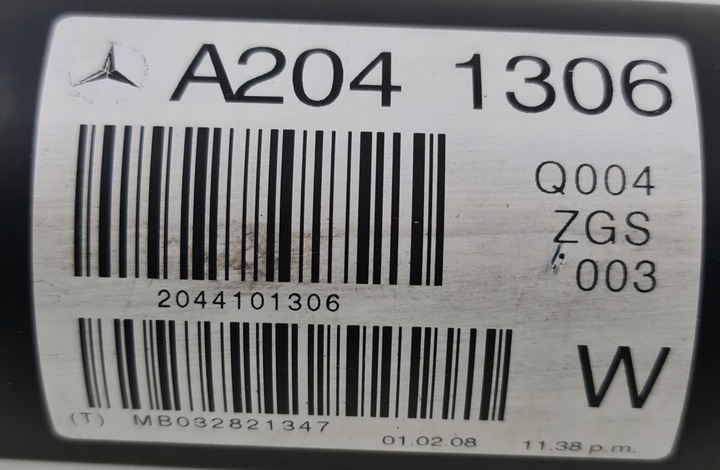 A204 1306
Q004
ZGS
003
2044101306
W
(T) MB032821347
01.02.08 11.38 p.m.